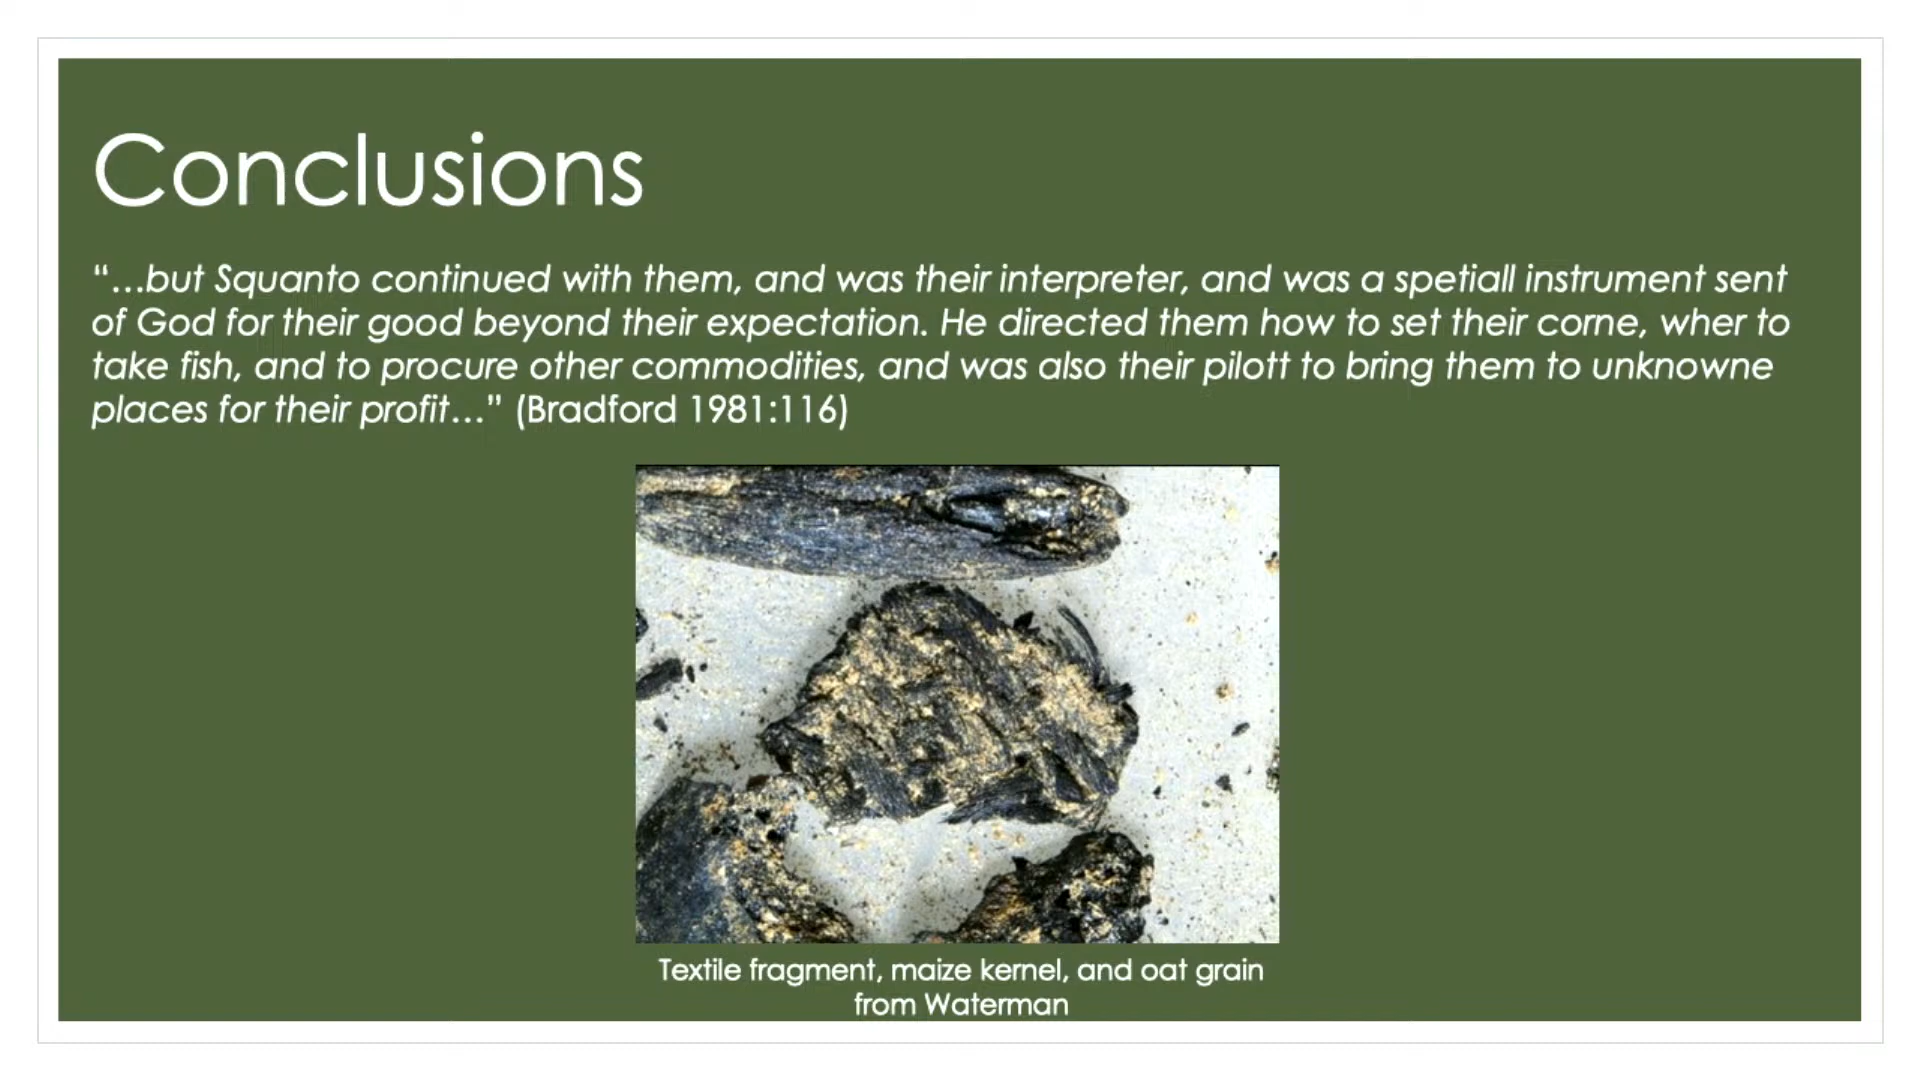 Conclusions
“…but Squanto continued with them, and was their interpreter, and was a spetiall instrument sent
of God for their good beyond their expectation. He directed them how to set their corne, wher to
take fish, and to procure other commodities, and was also their pilott to bring them to unknowne
places for their profit…” (Bradford 1981:116)
Textile fragment, maize kernel, and oat grain
from Waterman